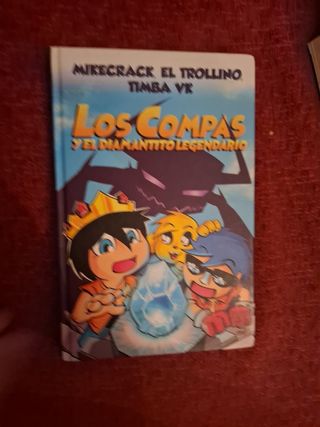 MIKECRACK EL TROLLINO
TIMBA VK
LOS COMPAS
Y EL DIAMANTITO LEGENDARIO